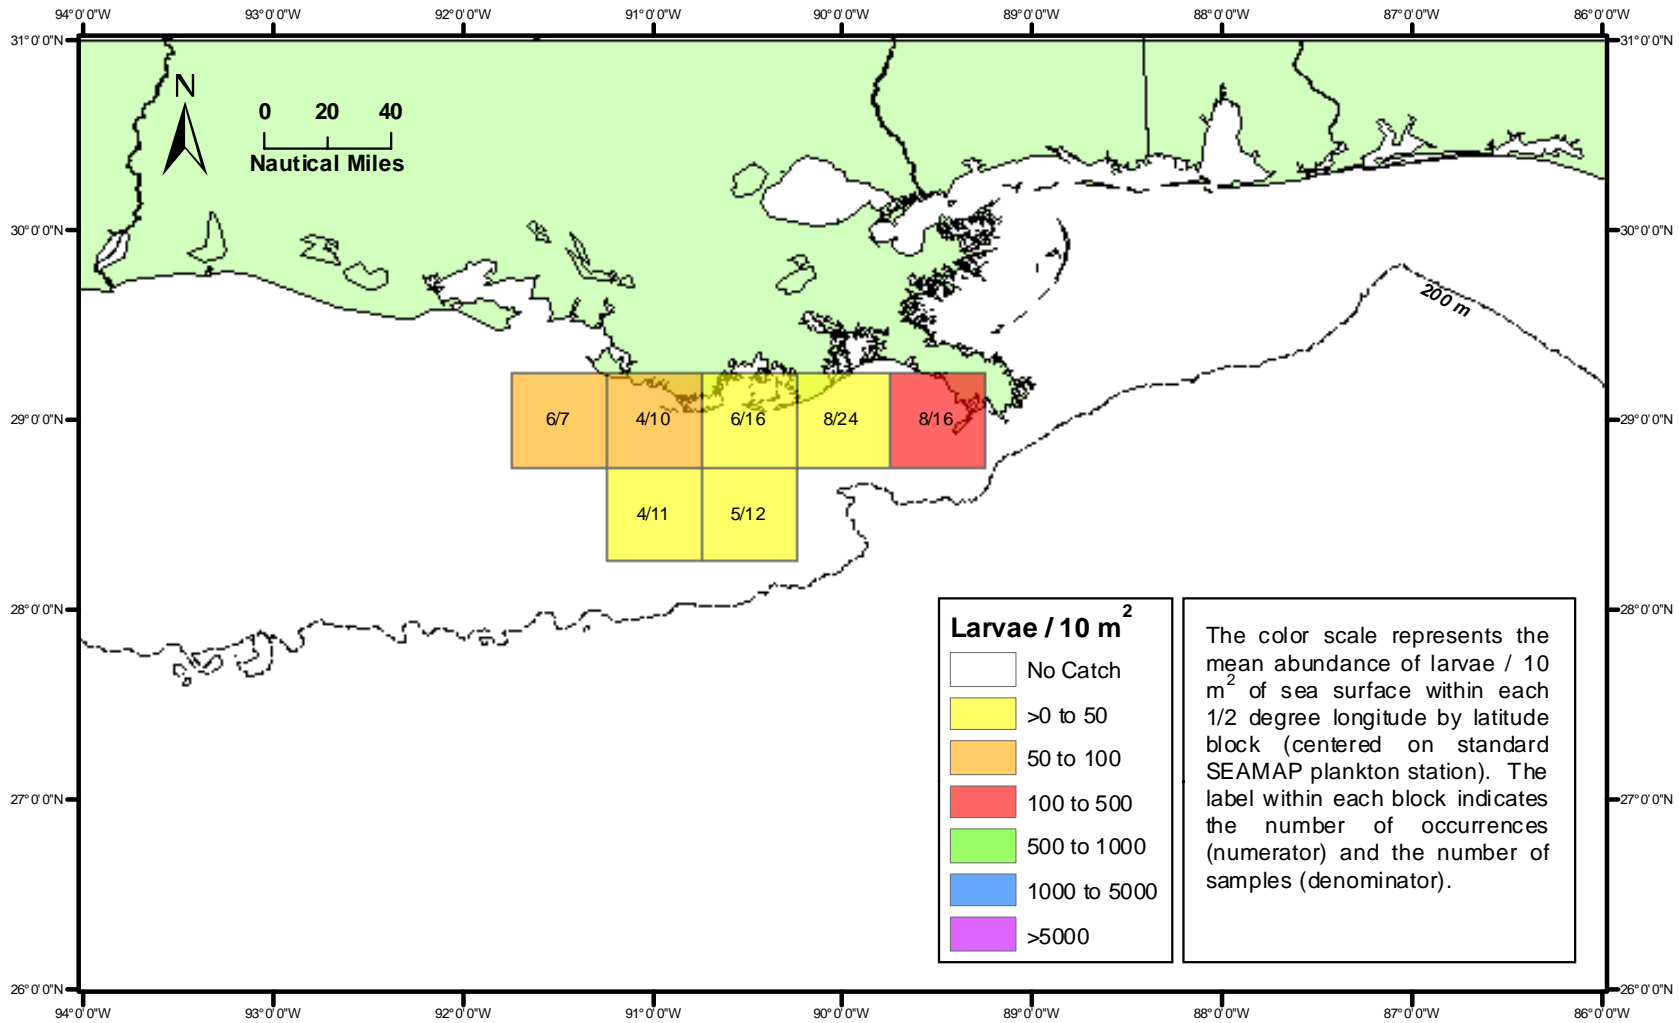 94°0'0"W 93°0'0"W 92°0'0"W 91°0'0"W 90°0'0"W 89°0'0"W 88°0'0"W 87°0'0"W 86°0'0"W
31°0'0"N 31°0'0"N
N
0 20 40
Nautical Miles
30°0'0"N 30°0'0"N
200 m
29°0'0"N 29°0'0"N
6/7 4/10 6/16 8/24 8/16
4/11 5/12
28°0'0"N 28°0'0"N
Larvae / 10 m2
No Catch
>0 to 50
50 to 100
100 to 500
500 to 1000
1000 to 5000
>5000
The color scale represents the
mean abundance of larvae / 10
m2 of sea surface within each
1/2 degree longitude by latitude
block (centered on standard
SEAMAP plankton station). The
label within each block indicates
the number of occurrences
(numerator) and the number of
samples (denominator).
27°0'0"N 27°0'0"N
26°0'0"N 26°0'0"N
94°0'0"W 93°0'0"W 92°0'0"W 91°0'0"W 90°0'0"W 89°0'0"W 88°0'0"W 87°0'0"W 86°0'0"W